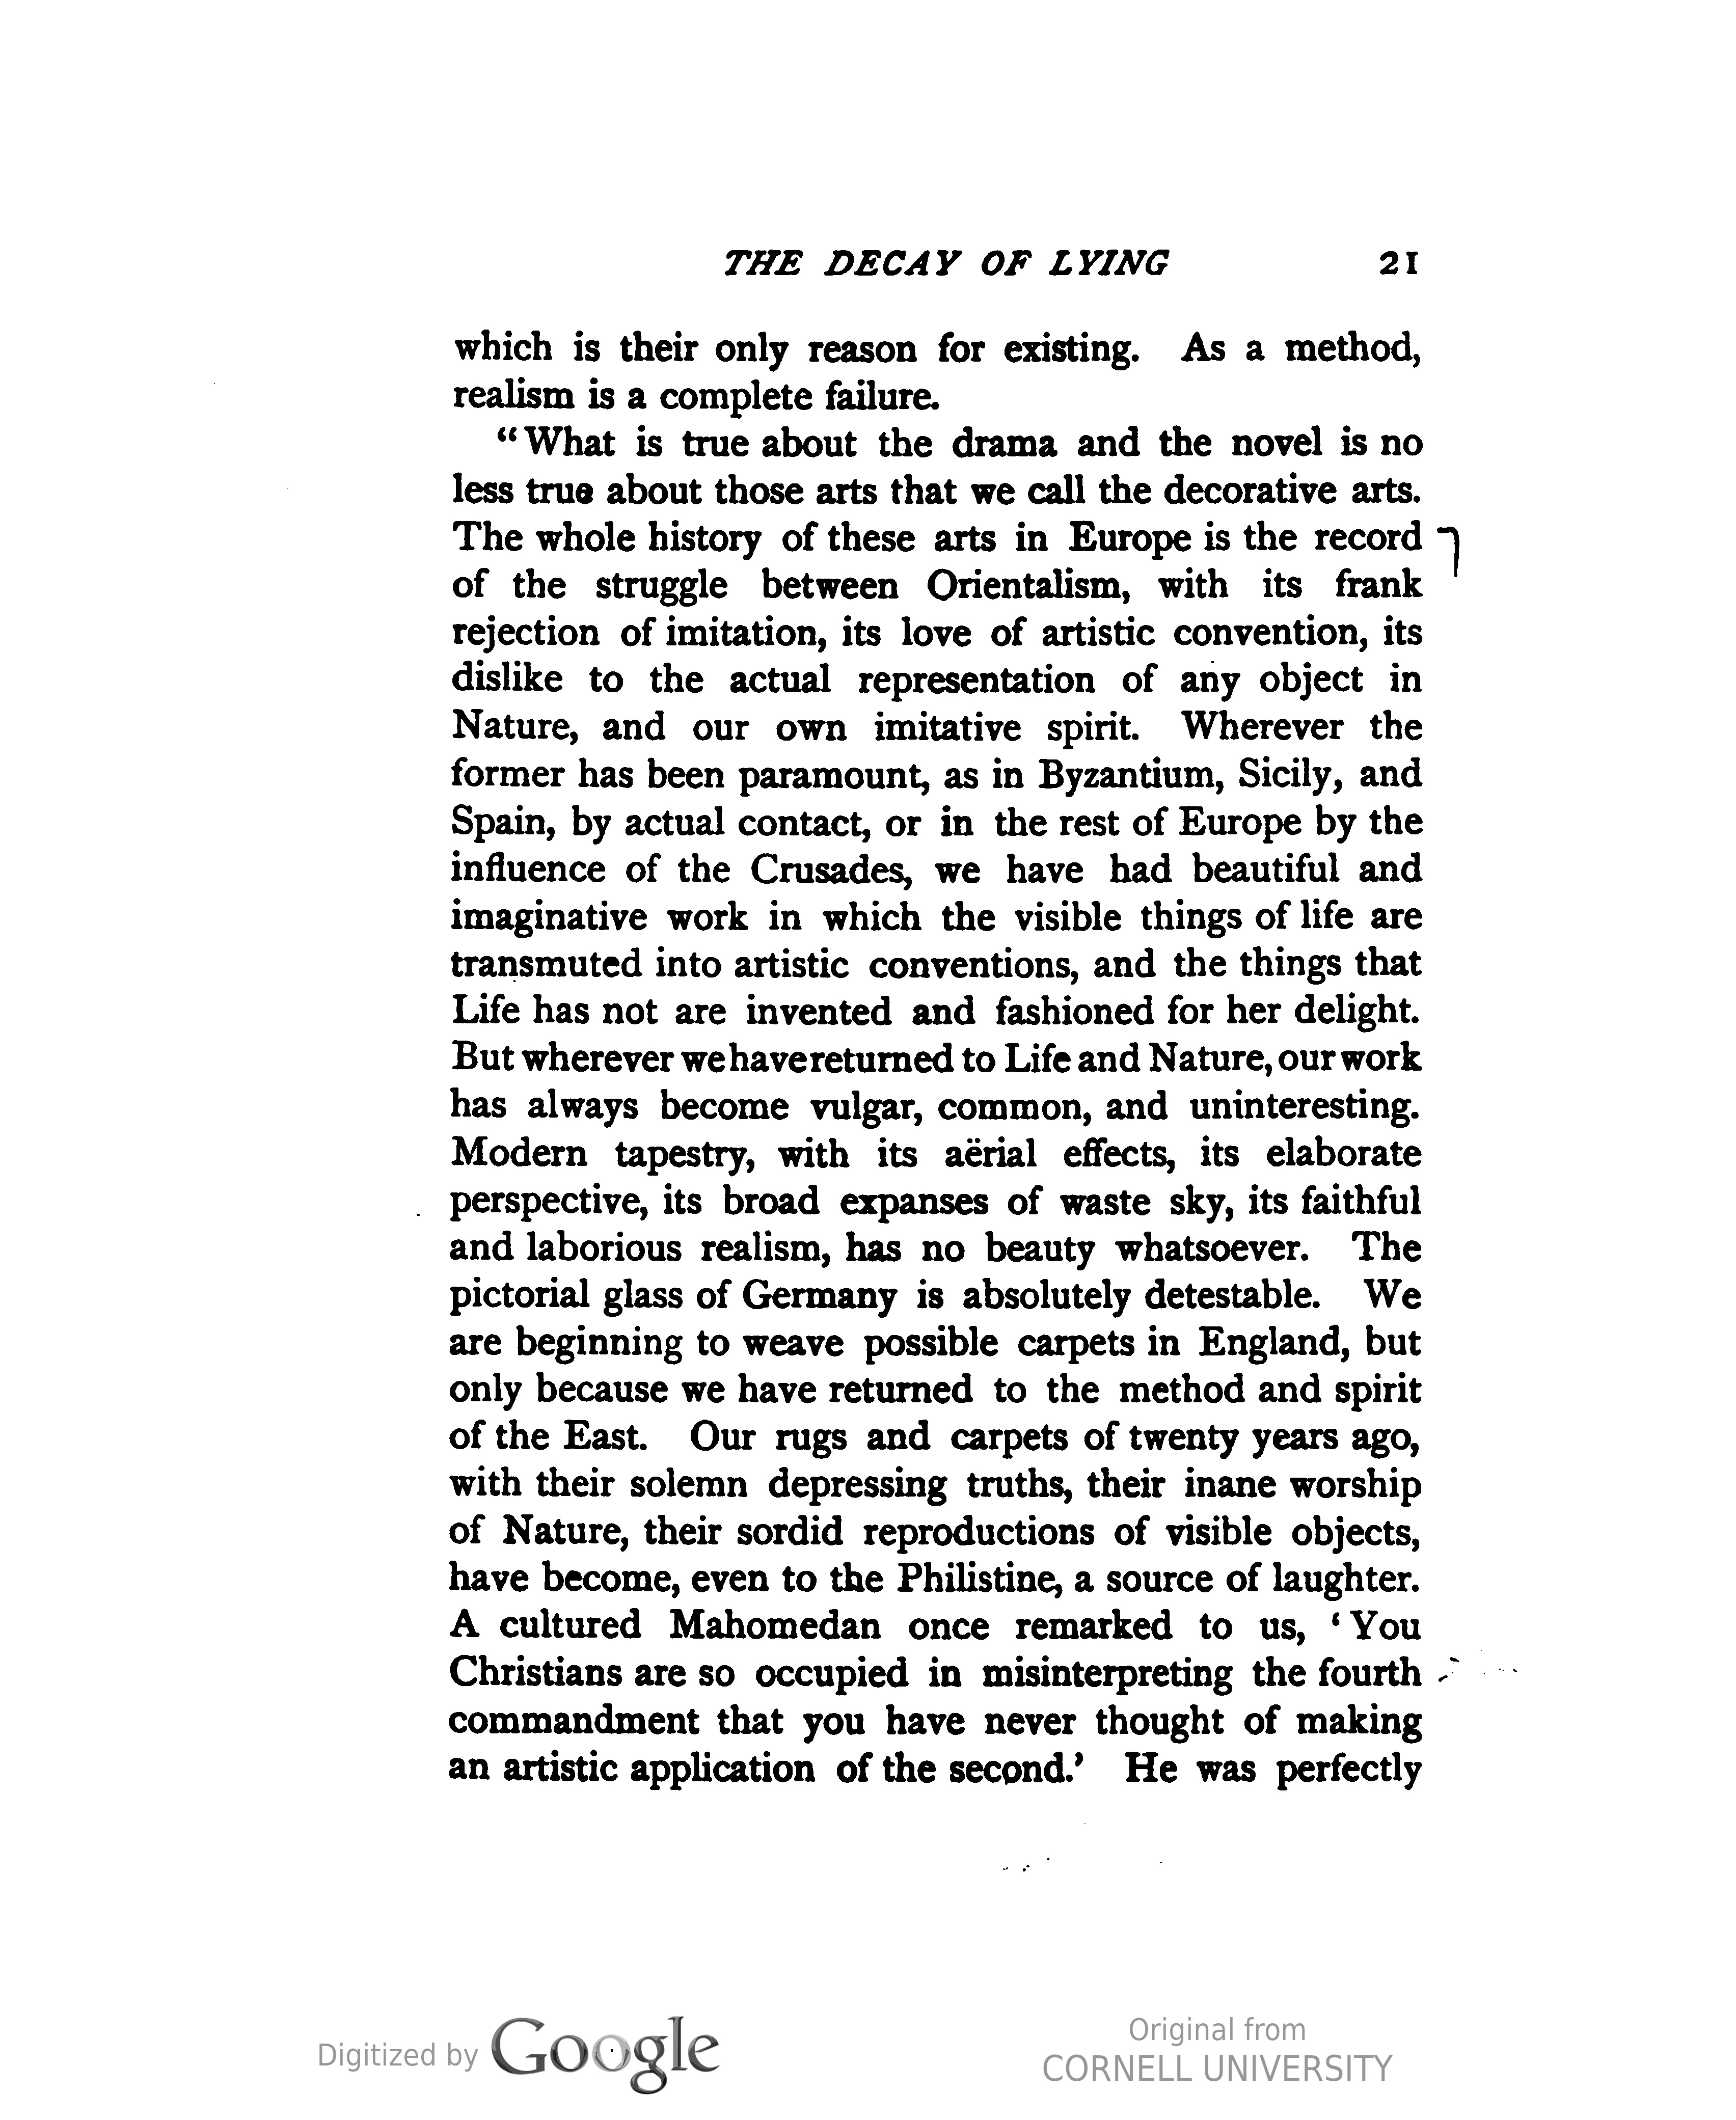 THE DECAY OF LYING 21
which is their only reason for existing. As a method,
realism is a complete failure.
“What is true about the drama and the novel is no
less true about those arts that we call the decorative arts.
The whole history of these arts in Europe is the record
of the struggle between Orientalism, with its frank
rejection of imitation, its love of artistic convention, its
dislike to the actual representation of any object in
Nature, and our own imitative spirit. Wherever the
former has been paramount, as in Byzantium, Sicily, and
Spain, by actual contact, or in the rest of Europe by the
influence of the Crusades, we have had beautiful and
imaginative work in which the visible things of life are
transmuted into artistic conventions, and the things that
Life has not are invented and fashioned for her delight.
But wherever we have returned to Life and Nature, our work
has always become vulgar, common, and uninteresting.
Modern tapestry, with its aërial effects, its elaborate
perspective, its broad expanses of waste sky, its faithful
and laborious realism, has no beauty whatsoever. The
pictorial glass of Germany is absolutely detestable. We
are beginning to weave possible carpets in England, but
only because we have returned to the method and spirit
of the East. Our rugs and carpets of twenty years ago,
with their solemn depressing truths, their inane worship
of Nature, their sordid reproductions of visible objects,
have become, even to the Philistine, a source of laughter.
A cultured Mahomedan once remarked to us, ‘You
Christians are so occupied in misinterpreting the fourth
commandment that you have never thought of making
an artistic application of the second.’ He was perfectly
Digitized by Google
Original from
CORNELL UNIVERSITY